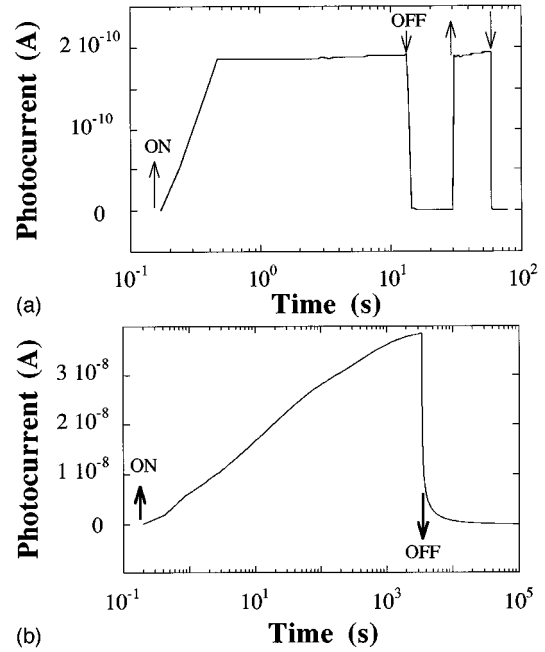 Photocurrent (A)
2 10⁻¹⁰
10⁻¹⁰
0
ON
OFF
10⁻¹ 10⁰ 10¹ 10²
(a) Time (s)
Photocurrent (A)
3 10⁻⁸
2 10⁻⁸
1 10⁻⁸
0
ON
OFF
10⁻¹ 10¹ 10³ 10⁵
(b) Time (s)